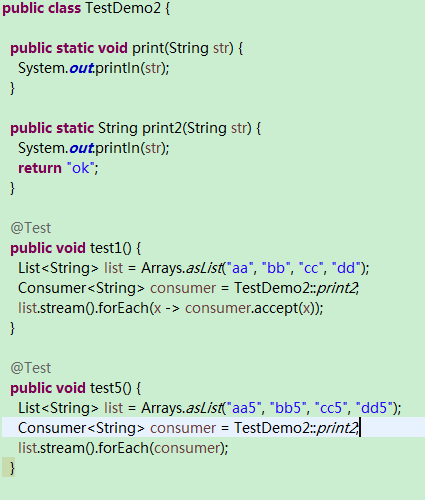 public class TestDemo2 {
public static void print(String str) {
System.out.println(str);
}
public static String print2(String str) {
System.out.println(str);
return "ok";
}
@Test
public void test1() {
List<String> list = Arrays.asList("aa", "bb", "cc", "dd");
Consumer<String> consumer = TestDemo2::print2;
list.stream().forEach(x -> consumer.accept(x));
}
@Test
public void test5() {
List<String> list = Arrays.asList("aa5", "bb5", "cc5", "dd5");
Consumer<String> consumer = TestDemo2::print2;
list.stream().forEach(consumer);
}